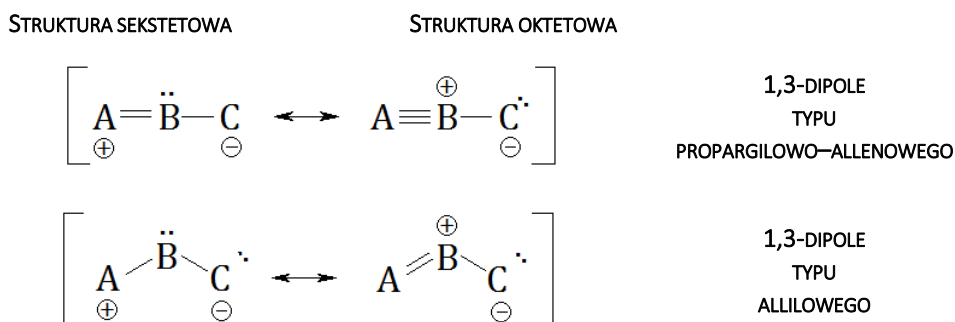 STRUKTURA SEKSTETOWA STRUKTURA OKTETOWA
A B C A B C
+ − + −
1,3-DIPOLE
TYPU
PROPARGILOWO–ALLENOWEGO
A B C A B C
+ − + −
1,3-DIPOLE
TYPU
ALLILOWEGO